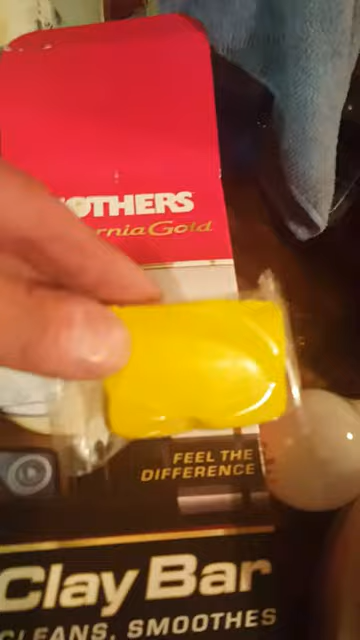 OTHERS
rnia Gold
FEEL THE
DIFFERENCE
Clay Bar
CLEANS, SMOOTHES